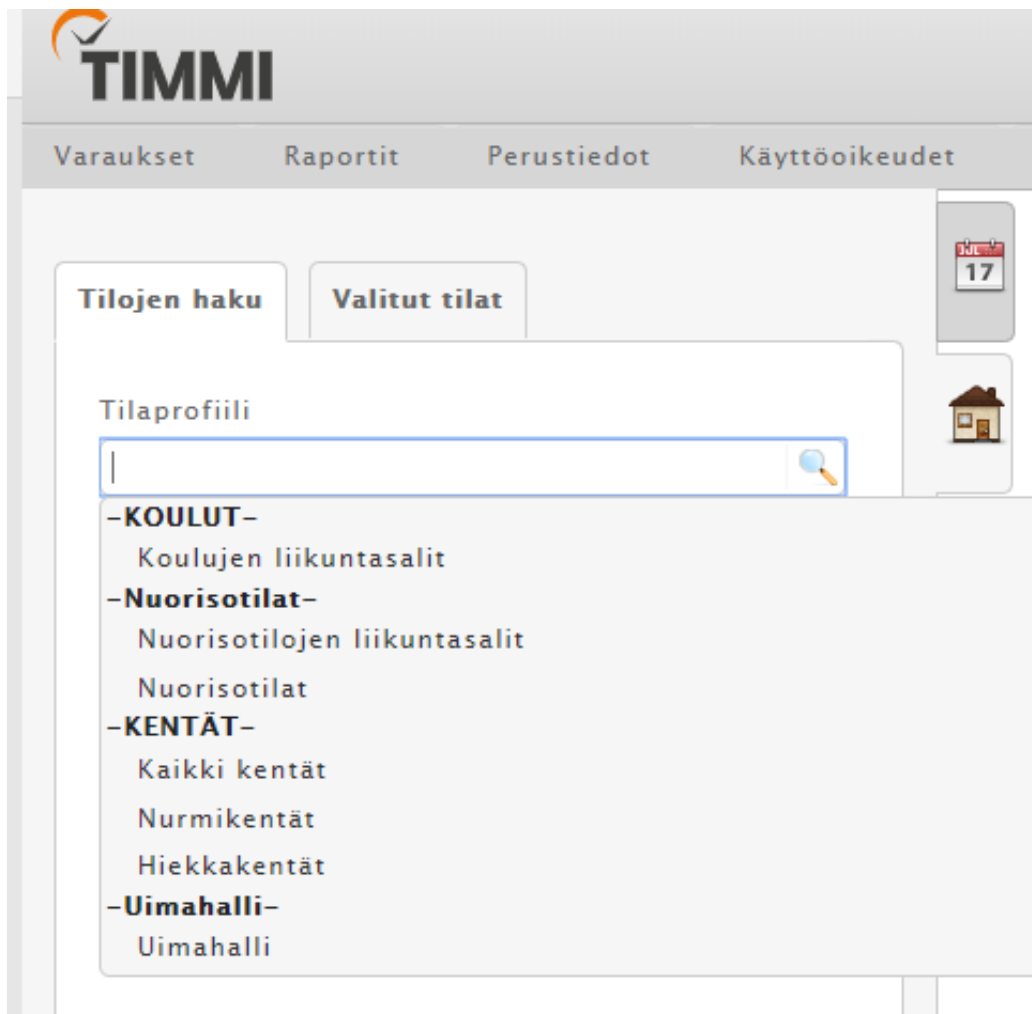 TIMMI
Varaukset Raportit Perustiedot Käyttöoikeudet
JUL
17
Tilojen haku Valitut tilat
Tilaprofiili
–KOULUT–
Koulujen liikuntasalit
–Nuorisotilat–
Nuorisotilojen liikuntasalit
Nuorisotilat
–KENTÄT–
Kaikki kentät
Nurmikentät
Hiekkakentät
–Uimahalli–
Uimahalli